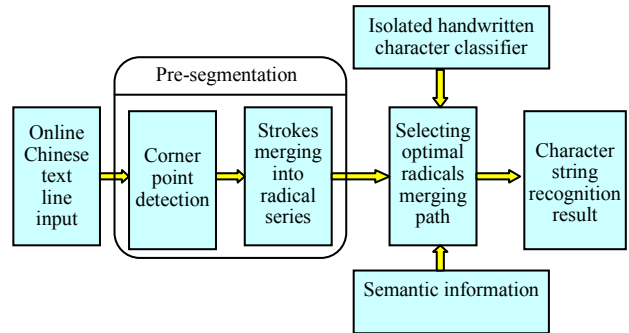 Isolated handwritten
character classifier
Pre-segmentation
Online
Chinese
text
line
input
Corner
point
detection
Strokes
merging
into
radical
series
Selecting
optimal
radicals
merging
path
Character
string
recognition
result
Semantic information